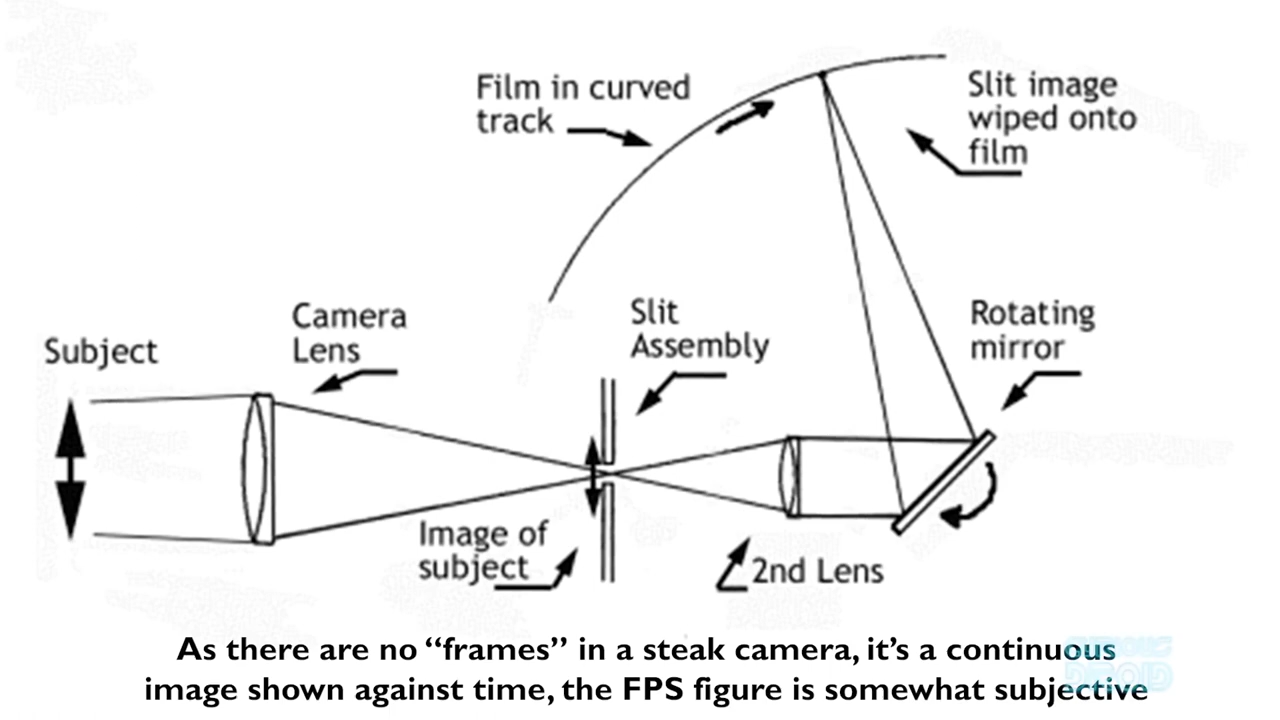 Film in curved
track
Slit image
wiped onto
film
Subject
Camera
Lens
Slit
Assembly
Rotating
mirror
Image of
subject
2nd Lens
As there are no “frames” in a steak camera, it’s a continuous
image shown against time, the FPS figure is somewhat subjective